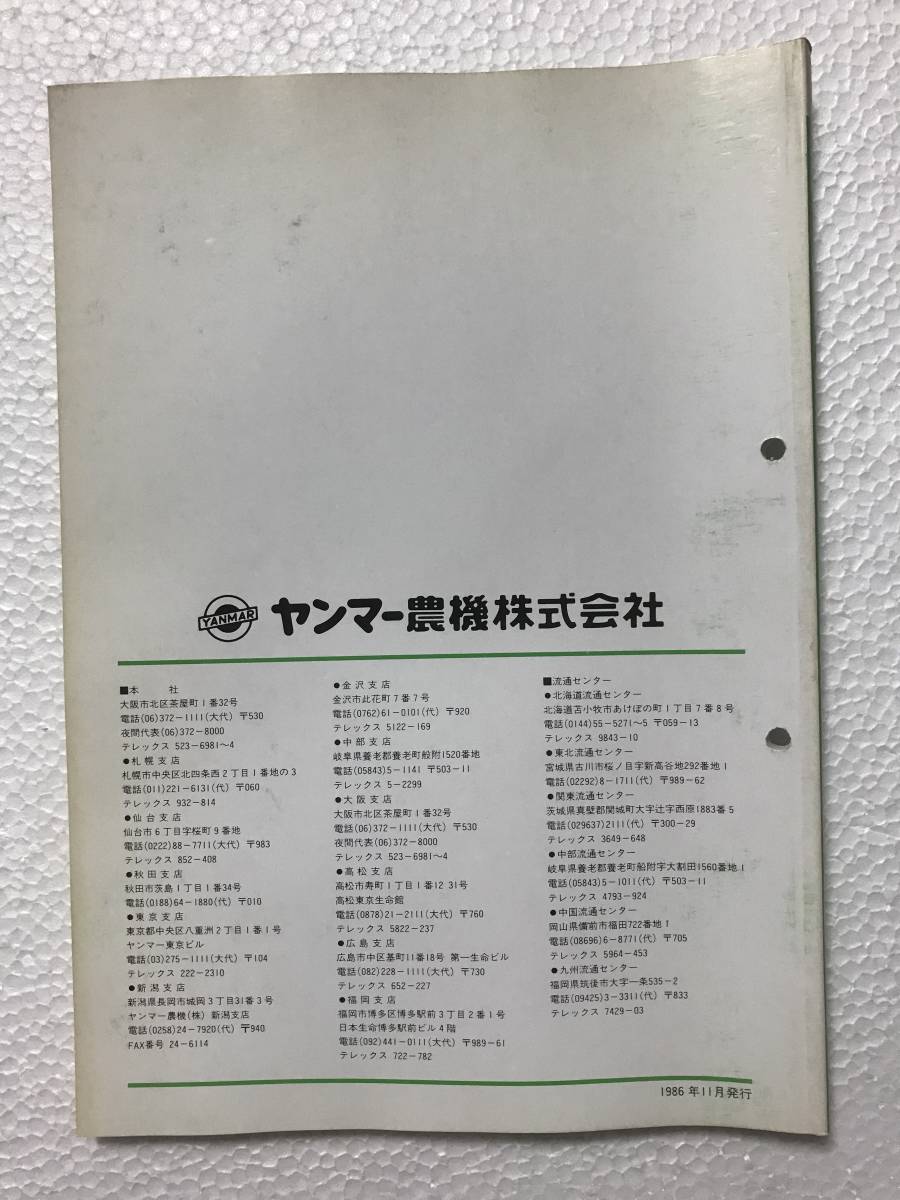 YANMAR ヤンマー農機株式会社
■本　　社
大阪市北区茶屋町1番32号
電話(06)372-1111(大代) 〒530
夜間代表(06)372-8000
テレックス 523-6981〜4
●札幌支店
札幌市中央区北四条西2丁目1番地の3
電話(011)221-6131(代) 〒060
テレックス 932-814
●仙台支店
仙台市6丁目字桜町9番地
電話(0222)88-7711(大代) 〒983
テレックス 852-408
●秋田支店
秋田市茨島1丁目1番34号
電話(0188)64-1880(代) 〒010
●東京支店
東京都中央区八重洲2丁目1番1号
ヤンマー東京ビル
電話(03)275-1111(大代) 〒104
テレックス 222-2310
●新潟支店
新潟県長岡市城岡3丁目31番3号
ヤンマー農機(株) 新潟支店
電話(0258)24-7920(代) 〒940
FAX番号 24-6114
●金沢支店
金沢市此花町7番7号
電話(0762)61-0101(代) 〒920
テレックス 5122-169
●中部支店
岐阜県養老郡養老町船附1520番地
電話(05843)5-1141 〒503-11
テレックス 5-2299
●大阪支店
大阪市北区茶屋町1番32号
電話(06)372-1111(大代) 〒530
夜間代表(06)372-8000
テレックス 523-6981〜4
●高松支店
高松市寿町1丁目1番12 31号
高松東京生命館
電話(0878)21-2111(大代) 〒760
テレックス 5822-237
●広島支店
広島市中区基町11番18号 第一生命ビル
電話(082)228-1111(大代) 〒730
テレックス 652-227
●福岡支店
福岡市博多区博多駅前3丁目2番1号
日本生命博多駅前ビル4階
電話(092)441-0111(大代) 〒989-61
テレックス 722-782
■流通センター
●北海道流通センター
北海道苫小牧市あけぼの町1丁目7番8号
電話(0144)55-5271〜5 〒059-13
テレックス 9843-10
●東北流通センター
宮城県古川市桜ノ目字新高谷地292番地1
電話(02292)8-1711(代) 〒989-62
●関東流通センター
茨城県真壁郡関城町大字辻字西原1883番5
電話(029637)2111(代) 〒300-29
テレックス 3649-648
●中部流通センター
岐阜県養老郡養老町船附字大割田1560番地1
電話(05843)5-1011(代) 〒503-11
テレックス 4793-924
●中国流通センター
岡山県備前市福田722番地1
電話(08696)6-8771(代) 〒705
テレックス 5964-453
●九州流通センター
福岡県筑後市大字一条535-2
電話(09425)3-3311(代) 〒833
テレックス 7429-03
1986年11月発行